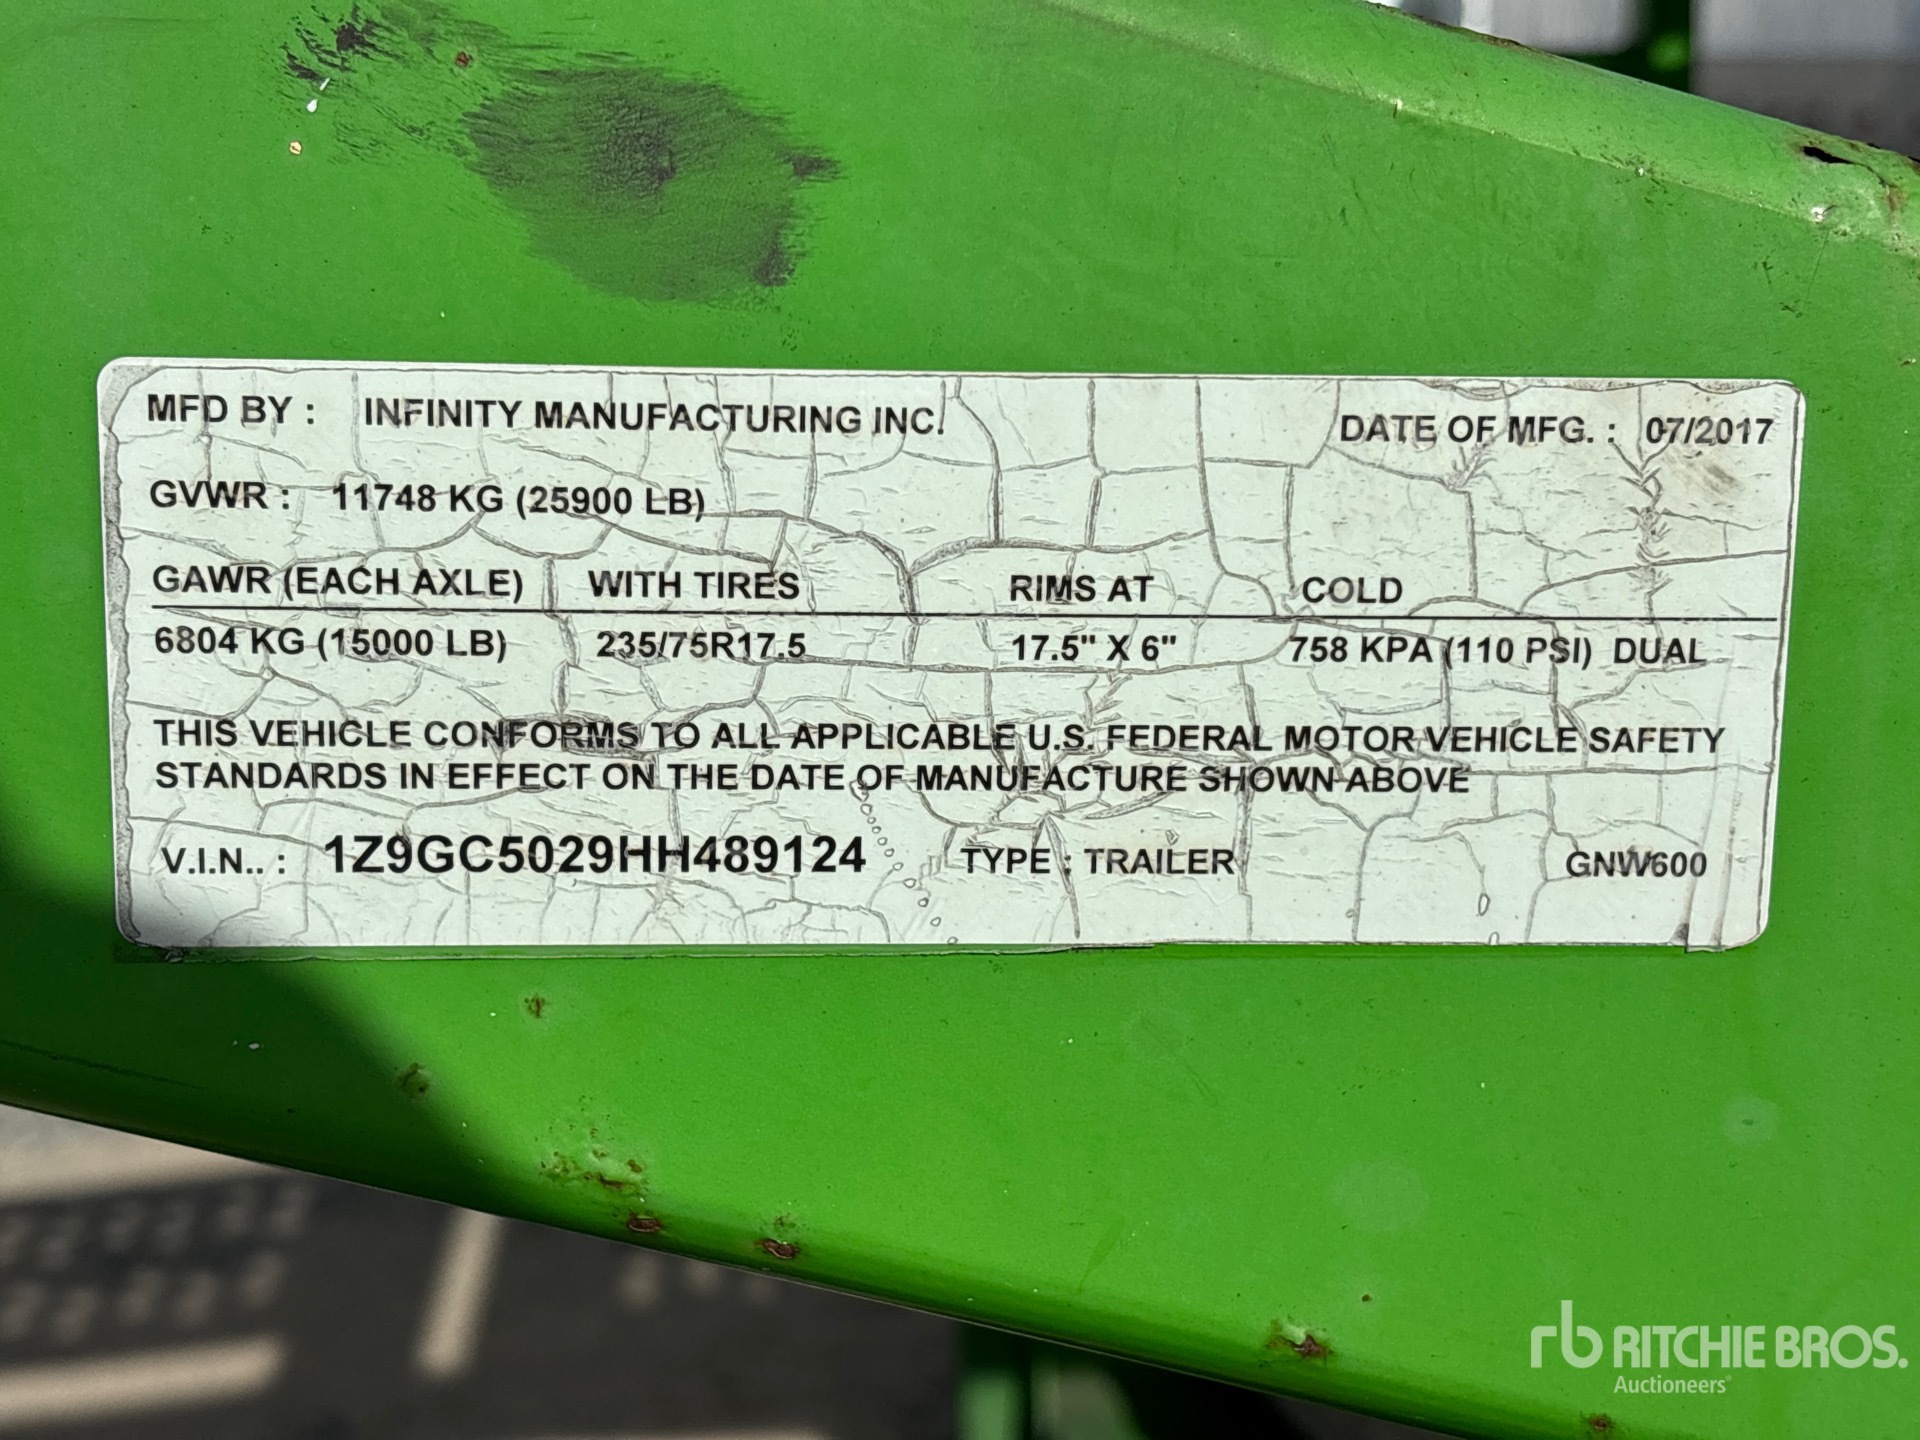 MFD BY : INFINITY MANUFACTURING INC. DATE OF MFG. : 07/2017
GVWR : 11748 KG (25900 LB)
GAWR (EACH AXLE) WITH TIRES RIMS AT COLD
6804 KG (15000 LB) 235/75R17.5 17.5" X 6" 758 KPA (110 PSI) DUAL
THIS VEHICLE CONFORMS TO ALL APPLICABLE U.S. FEDERAL MOTOR VEHICLE SAFETY
STANDARDS IN EFFECT ON THE DATE OF MANUFACTURE SHOWN ABOVE
V.I.N.. : 1Z9GC5029HH489124 TYPE : TRAILER GNW600
rb RITCHIE BROS.
Auctioneers